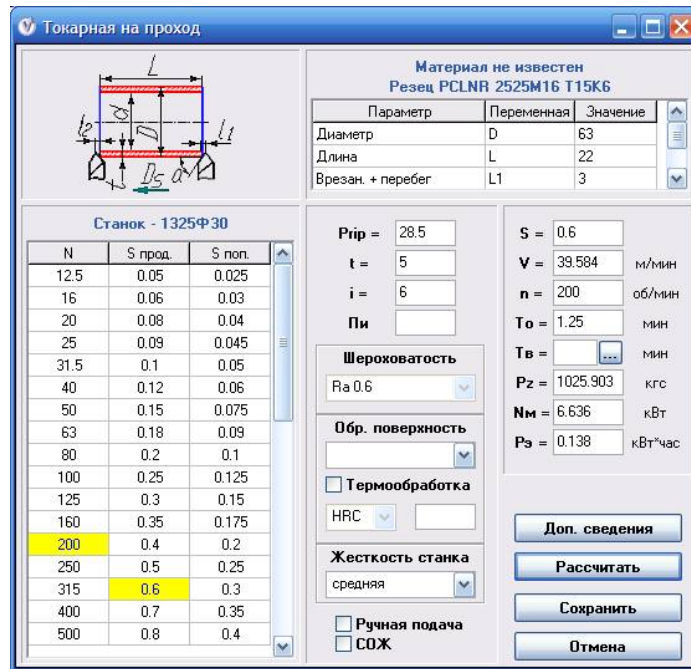 Токарная на проход
L
d
D
l2
l1
t
Ds
a
Материал не известен
Резец PCLNR 2525M16 T15K6
Параметр Переменная Значение
Диаметр D 63
Длина L 22
Врезан. + перебег L1 3
Станок - 1325Ф30
N S прод. S поп.
12.5 0.05 0.025
16 0.06 0.03
20 0.08 0.04
25 0.09 0.045
31.5 0.1 0.05
40 0.12 0.06
50 0.15 0.075
63 0.18 0.09
80 0.2 0.1
100 0.25 0.125
125 0.3 0.15
160 0.35 0.175
200 0.4 0.2
250 0.5 0.25
315 0.6 0.3
400 0.7 0.35
500 0.8 0.4
Prip = 28.5
t = 5
i = 6
Пи
Шероховатость
Ra 0.6
Обр. поверхность
Термообработка
HRC
Жесткость станка
средняя
Ручная подача
СОЖ
S = 0.6
V = 39.584 м/мин
n = 200 об/мин
To = 1.25 мин
Tв = ... мин
Pz = 1025.903 кгс
Nм = 6.636 кВт
Pэ = 0.138 кВт*час
Доп. сведения
Рассчитать
Сохранить
Отмена